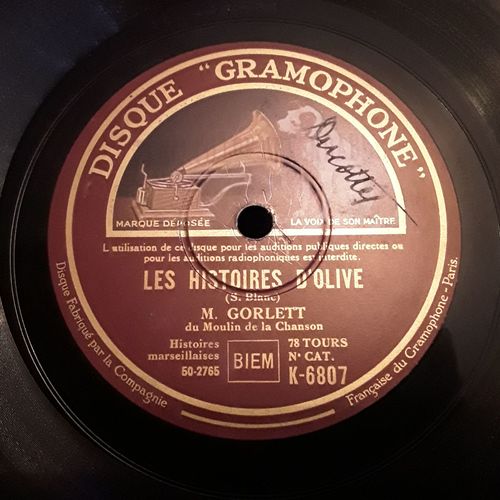 DISQUE "GRAMOPHONE"
MARQUE DÉPOSÉE
LA VOIX DE SON MAÎTRE
L utilisation de ce disque pour les auditions publiques directes ou
pour les auditions radiophoniques est interdite.
LES HISTOIRES D'OLIVE
(S. Blanc)
M. GORLETT
du Moulin de la Chanson
Histoires
marseillaises
50-2765
BIEM
78 TOURS
Nº CAT.
K-6807
Disque Fabriqué par la Compagnie
Française du Gramophone - Paris.